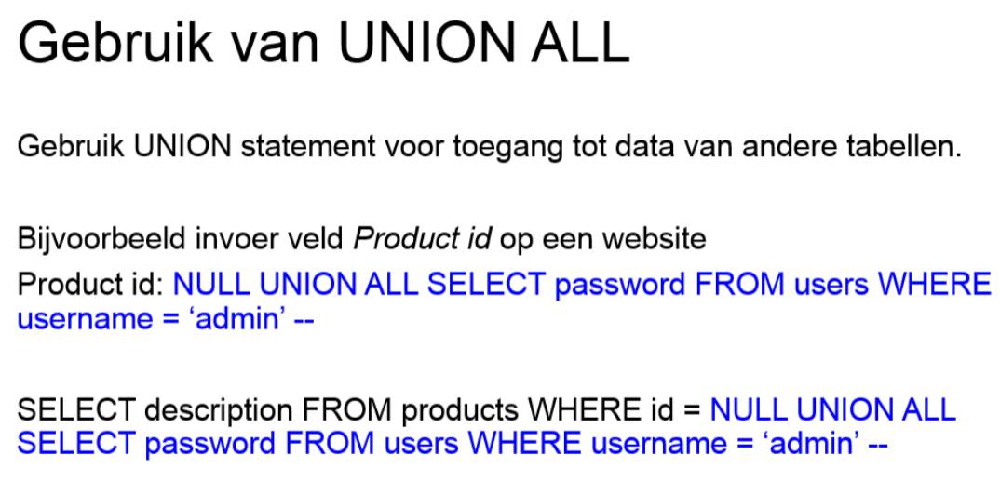 Gebruik van UNION ALL
Gebruik UNION statement voor toegang tot data van andere tabellen.
Bijvoorbeeld invoer veld Product id op een website
Product id: NULL UNION ALL SELECT password FROM users WHERE
username = ‘admin’ --
SELECT description FROM products WHERE id = NULL UNION ALL
SELECT password FROM users WHERE username = ‘admin’ --